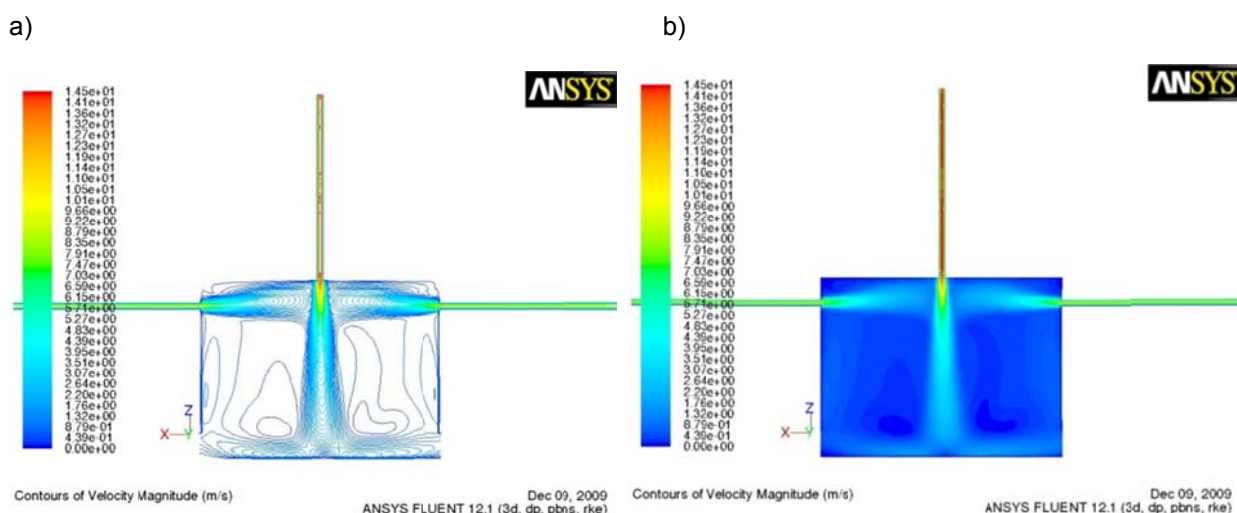 a)
b)
ANSYS
1.45e+01
1.41e+01
1.36e+01
1.32e+01
1.27e+01
1.23e+01
1.19e+01
1.14e+01
1.10e+01
1.05e+01
1.01e+01
9.66e+00
9.22e+00
8.79e+00
8.35e+00
7.91e+00
7.47e+00
7.03e+00
6.59e+00
6.15e+00
5.71e+00
5.27e+00
4.83e+00
4.39e+00
3.95e+00
3.51e+00
3.07e+00
2.64e+00
2.20e+00
1.76e+00
1.32e+00
8.79e-01
4.39e-01
0.00e+00
Z
X
Y
Contours of Velocity Magnitude (m/s)
Dec 09, 2009
ANSYS FLUENT 12.1 (3d, dp, pbns, rke)
ANSYS
1.45e+01
1.41e+01
1.36e+01
1.32e+01
1.27e+01
1.23e+01
1.19e+01
1.14e+01
1.10e+01
1.05e+01
1.01e+01
9.66e+00
9.22e+00
8.79e+00
8.35e+00
7.91e+00
7.47e+00
7.03e+00
6.59e+00
6.15e+00
5.71e+00
5.27e+00
4.83e+00
4.39e+00
3.95e+00
3.51e+00
3.07e+00
2.64e+00
2.20e+00
1.76e+00
1.32e+00
8.79e-01
4.39e-01
0.00e+00
Z
X
Y
Contours of Velocity Magnitude (m/s)
Dec 09, 2009
ANSYS FLUENT 12.1 (3d, dp, pbns, rke)